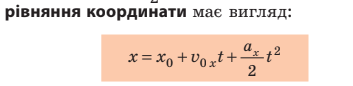 рівняння координати має вигляд:
x = x₀ + v₀ₓt + aₓ/2 t²